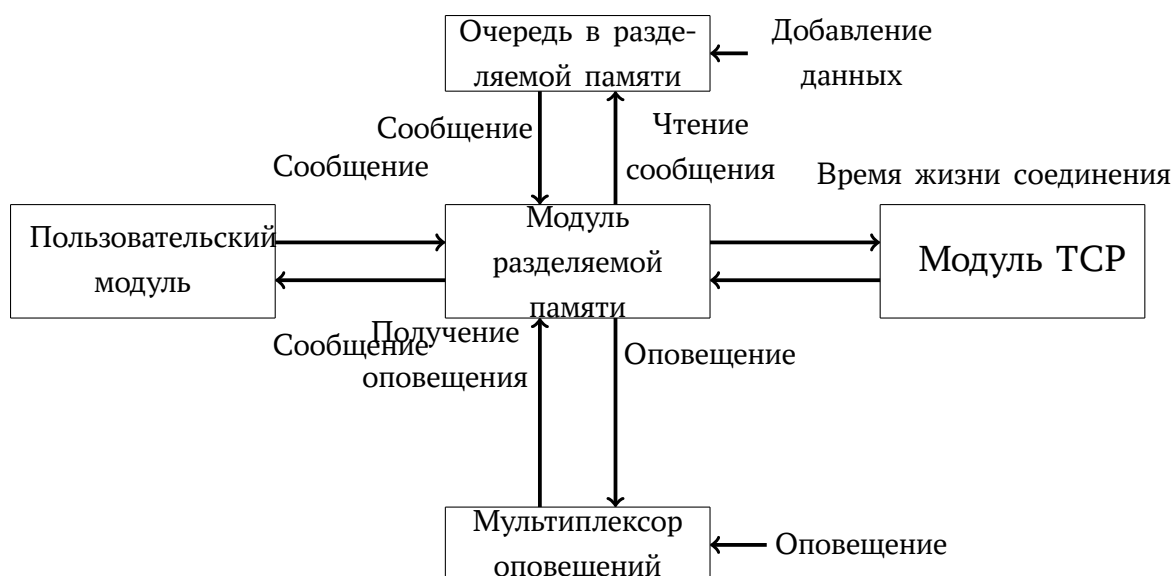 Очередь в разде-
ляемой памяти
Добавление
данных
Сообщение
Чтение
сообщения
Сообщение
Время жизни соединения
Пользовательский
модуль
Модуль
разделяемой
памяти
Модуль TCP
Сообщение
Получение
оповещения
Оповещение
Мультиплексор
оповещений
Оповещение